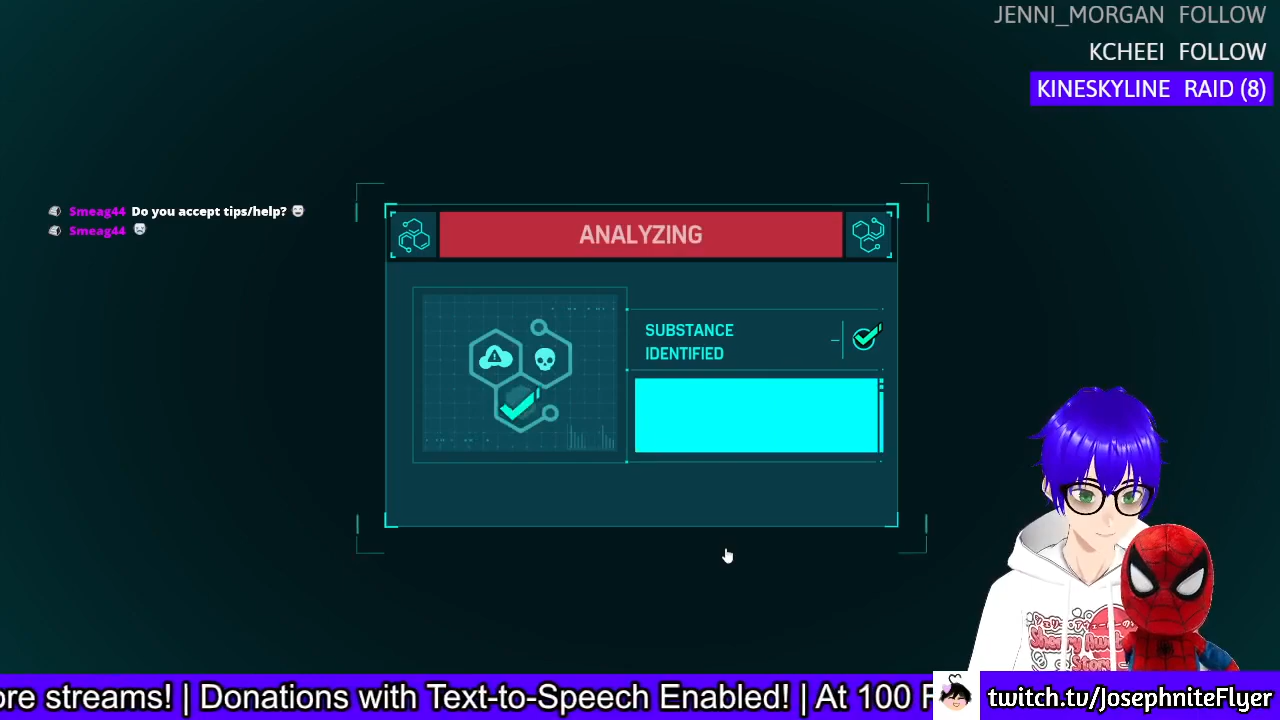 JENNI_MORGAN FOLLOW
KCHEEI FOLLOW
KINESKYLINE RAID (8)
Smeag44 Do you accept tips/help?
Smeag44
ANALYZING
SUBSTANCE
IDENTIFIED
ore streams! | Donations with Text-to-Speech Enabled! | At 100 F
twitch.tv/JosephniteFlyer